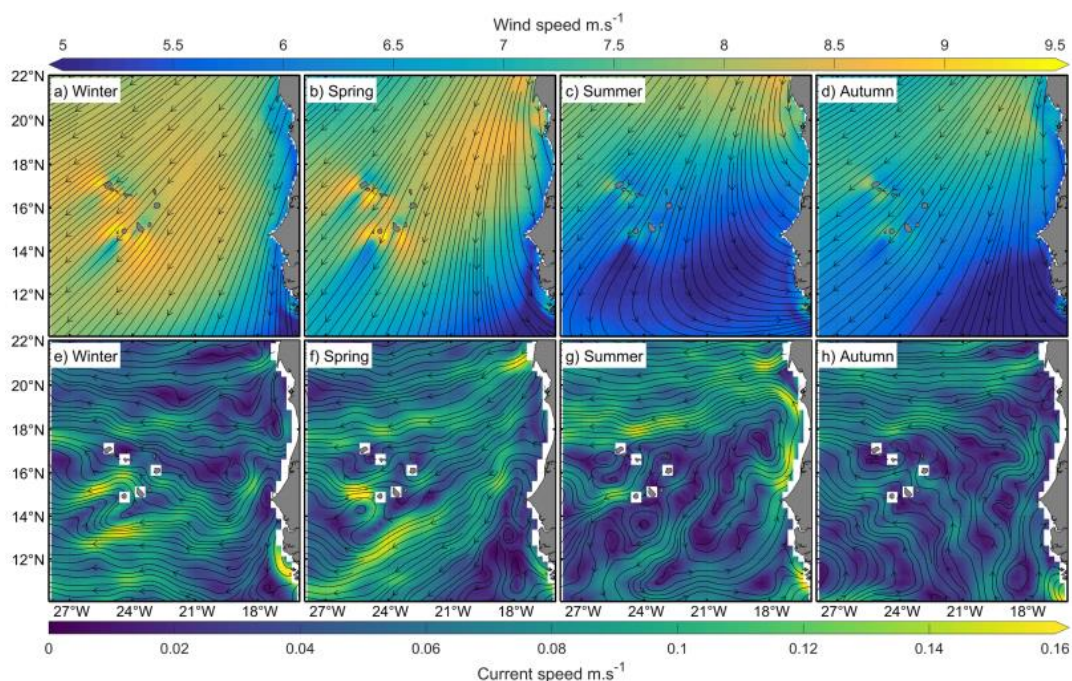 Wind speed m.s-1
5 5.5 6 6.5 7 7.5 8 8.5 9 9.5
22°N a) Winter b) Spring c) Summer d) Autumn
20°N
18°N
16°N
14°N
12°N
22°N e) Winter f) Spring g) Summer h) Autumn
20°N
18°N
16°N
14°N
12°N
27°W 24°W 21°W 18°W 27°W 24°W 21°W 18°W 27°W 24°W 21°W 18°W 27°W 24°W 21°W 18°W
0 0.02 0.04 0.06 0.08 0.1 0.12 0.14 0.16
Current speed m.s-1